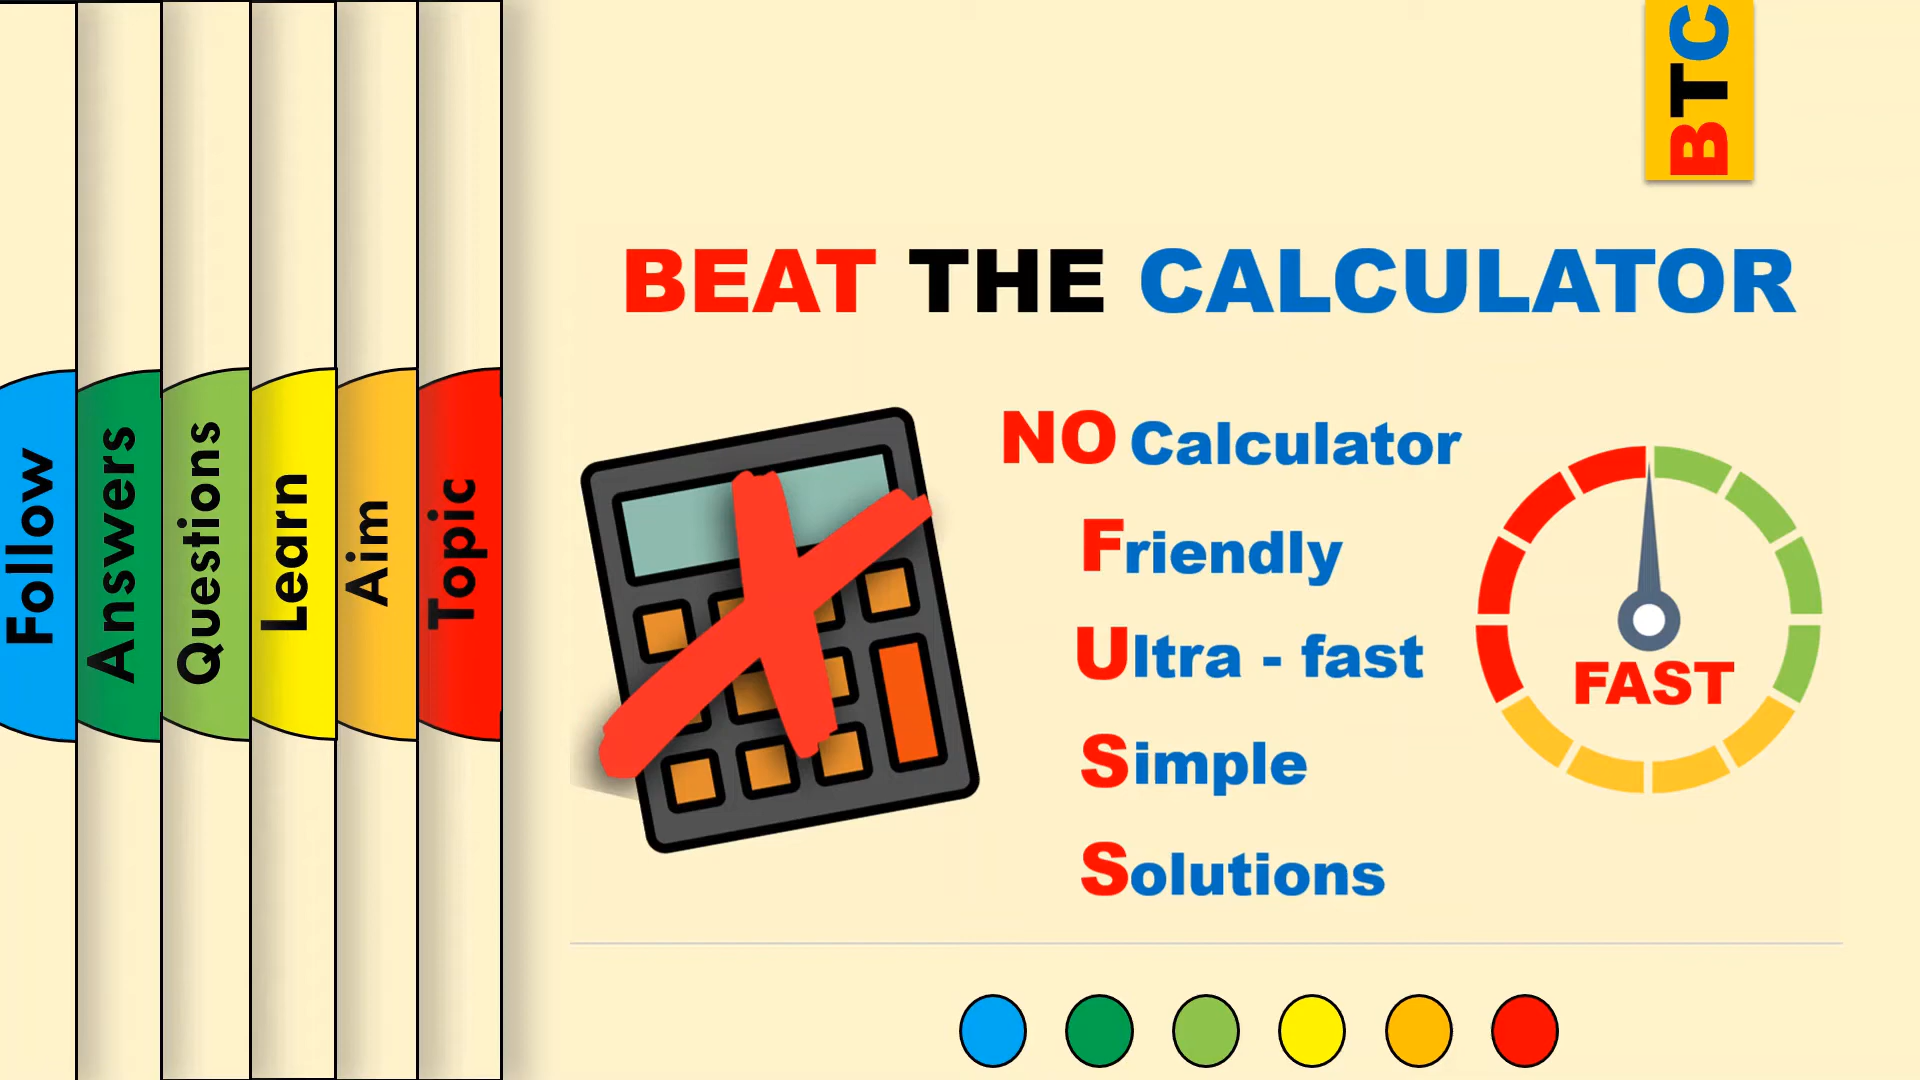 Follow
Answers
Questions
Learn
Aim
Topic
BTC
BEAT THE CALCULATOR
NO Calculator
Friendly
Ultra - fast
Simple
Solutions
FAST